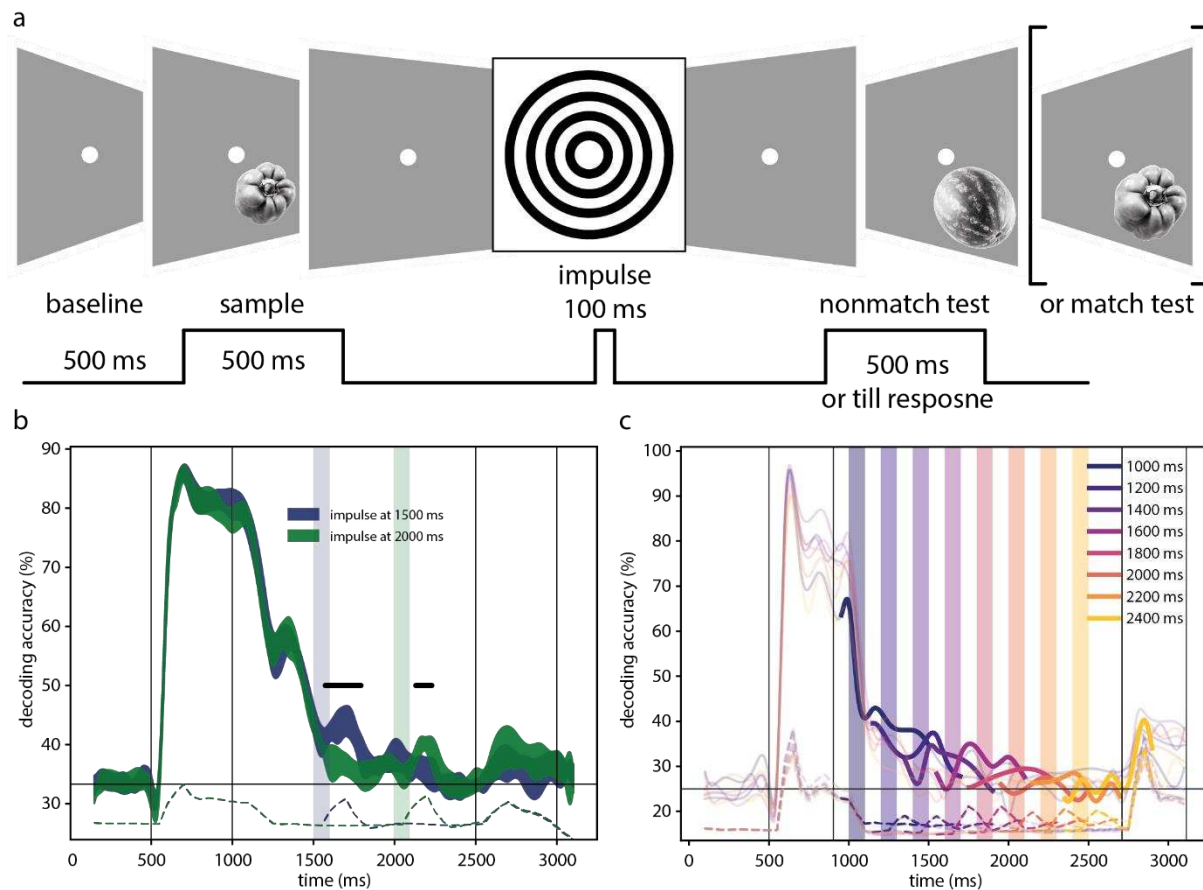 a
baseline
sample
impulse
100 ms
nonmatch test
or match test
500 ms
500 ms
500 ms
or till resposne
b
decoding accuracy (%)
90
80
70
60
50
40
30
impulse at 1500 ms
impulse at 2000 ms
0
500
1000
1500
2000
2500
3000
time (ms)
c
decoding accuracy (%)
100
90
80
70
60
50
40
30
20
1000 ms
1200 ms
1400 ms
1600 ms
1800 ms
2000 ms
2200 ms
2400 ms
0
500
1000
1500
2000
2500
3000
time (ms)